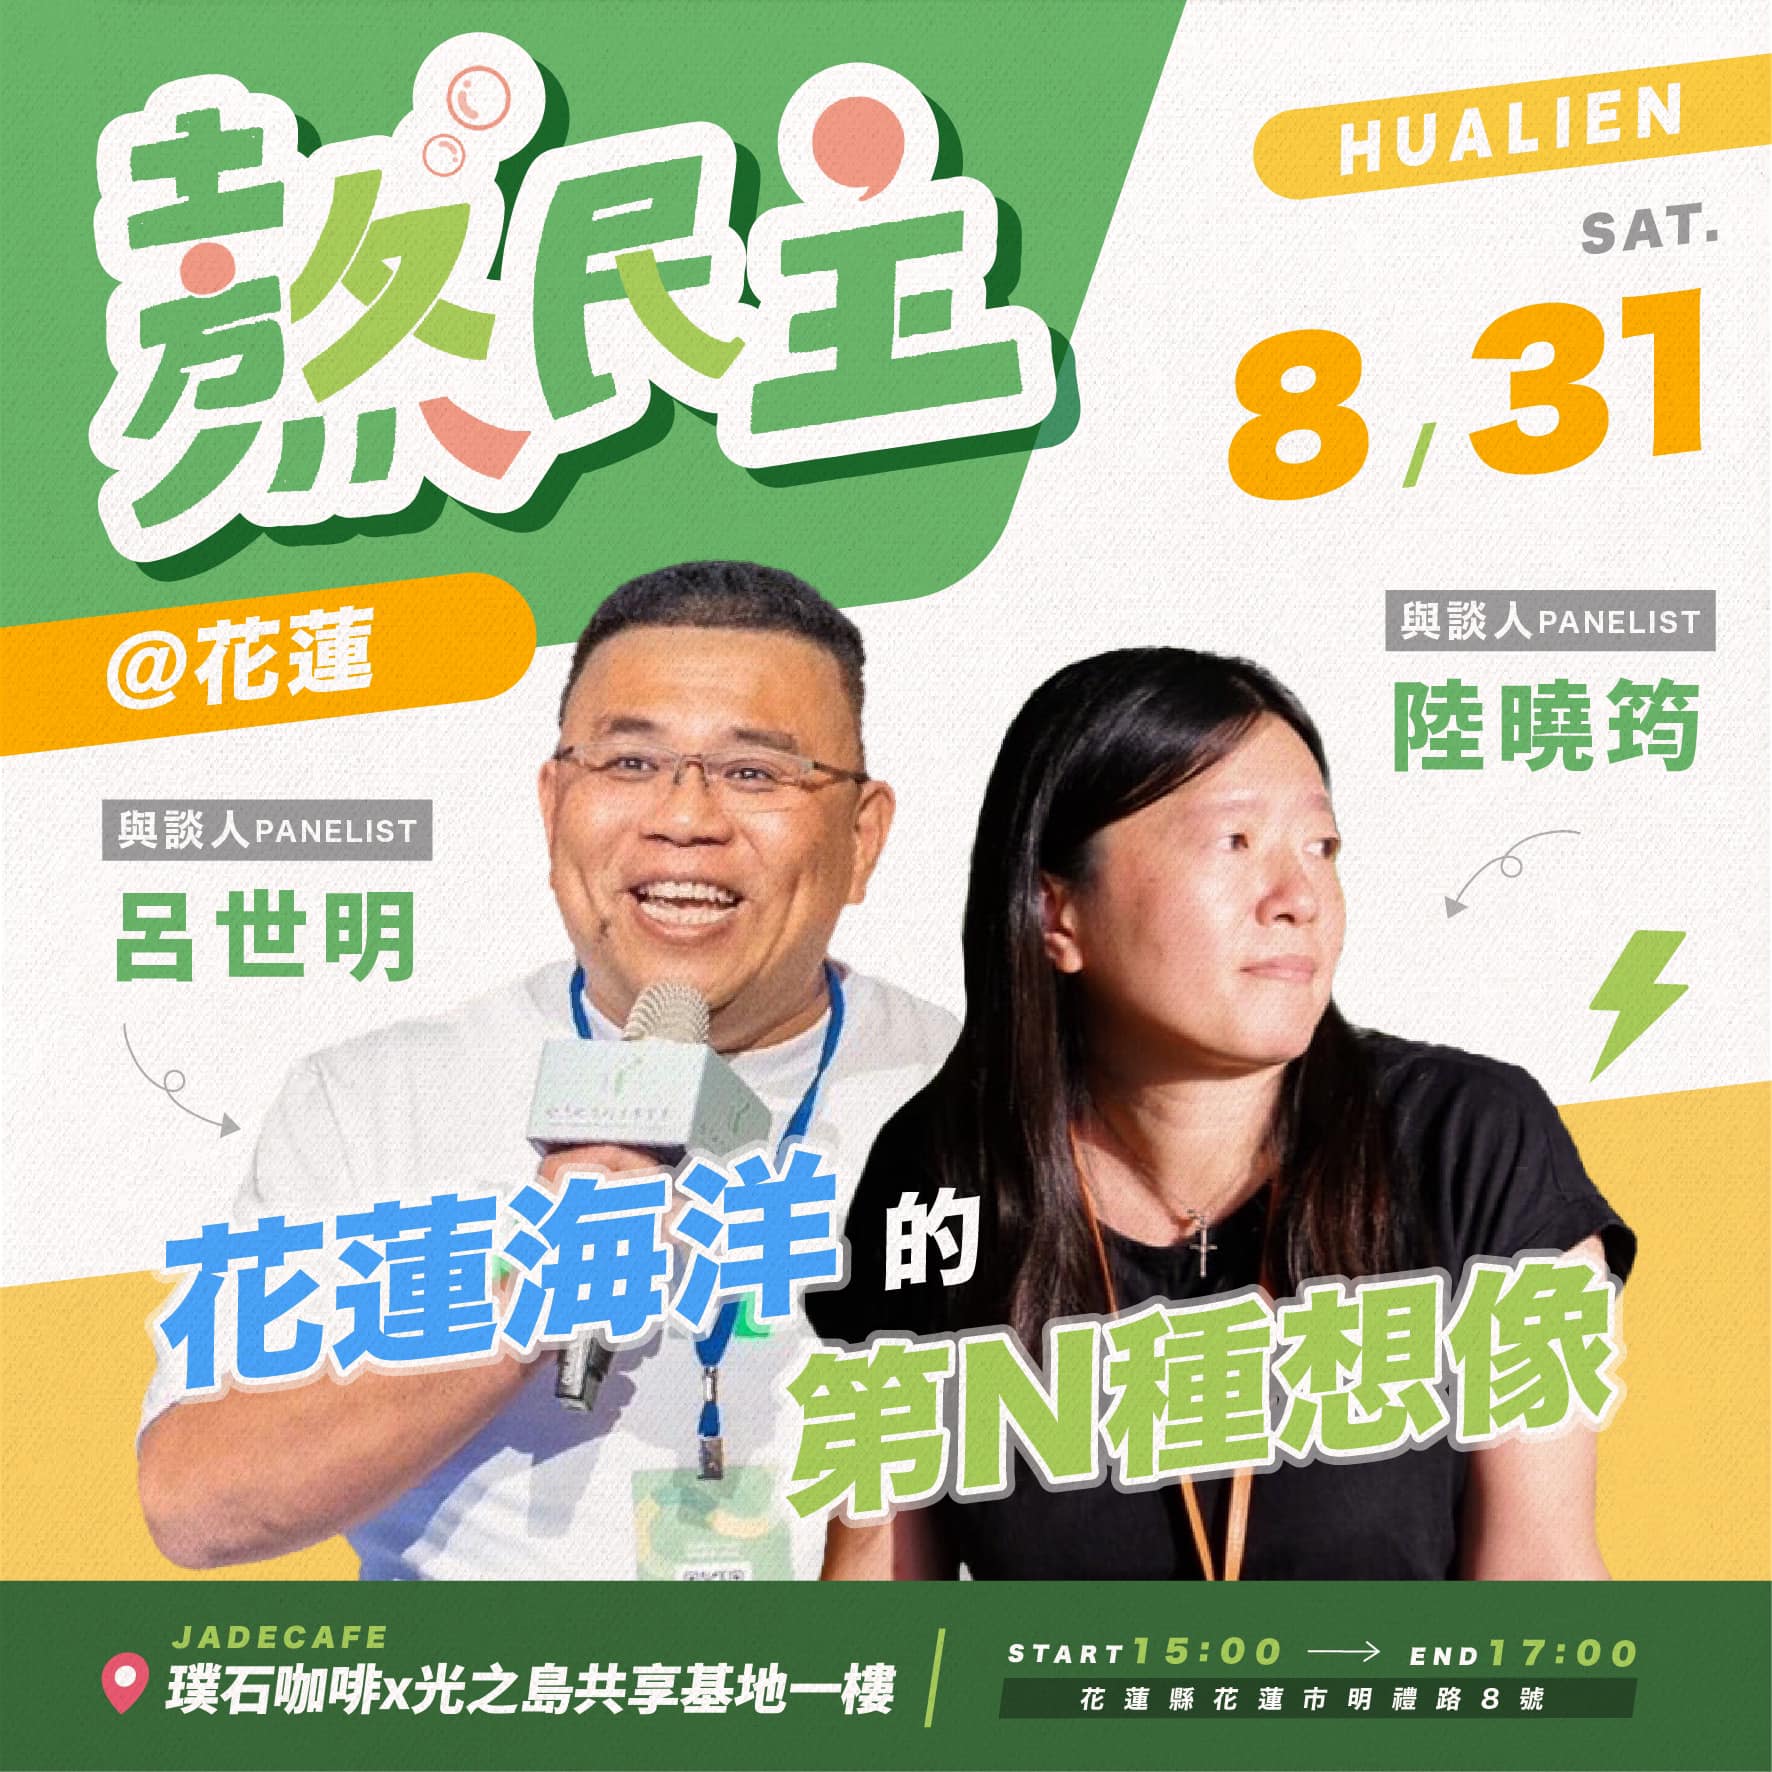 熬民主
@花蓮
HUALIEN
SAT.
8/31
與談人PANELIST
呂世明
與談人PANELIST
陸曉筠
花蓮海洋的
第N種想像
JADECAFE
璞石咖啡x光之島共享基地一樓
START15:00 → END17:00
花蓮縣花蓮市明禮路8號